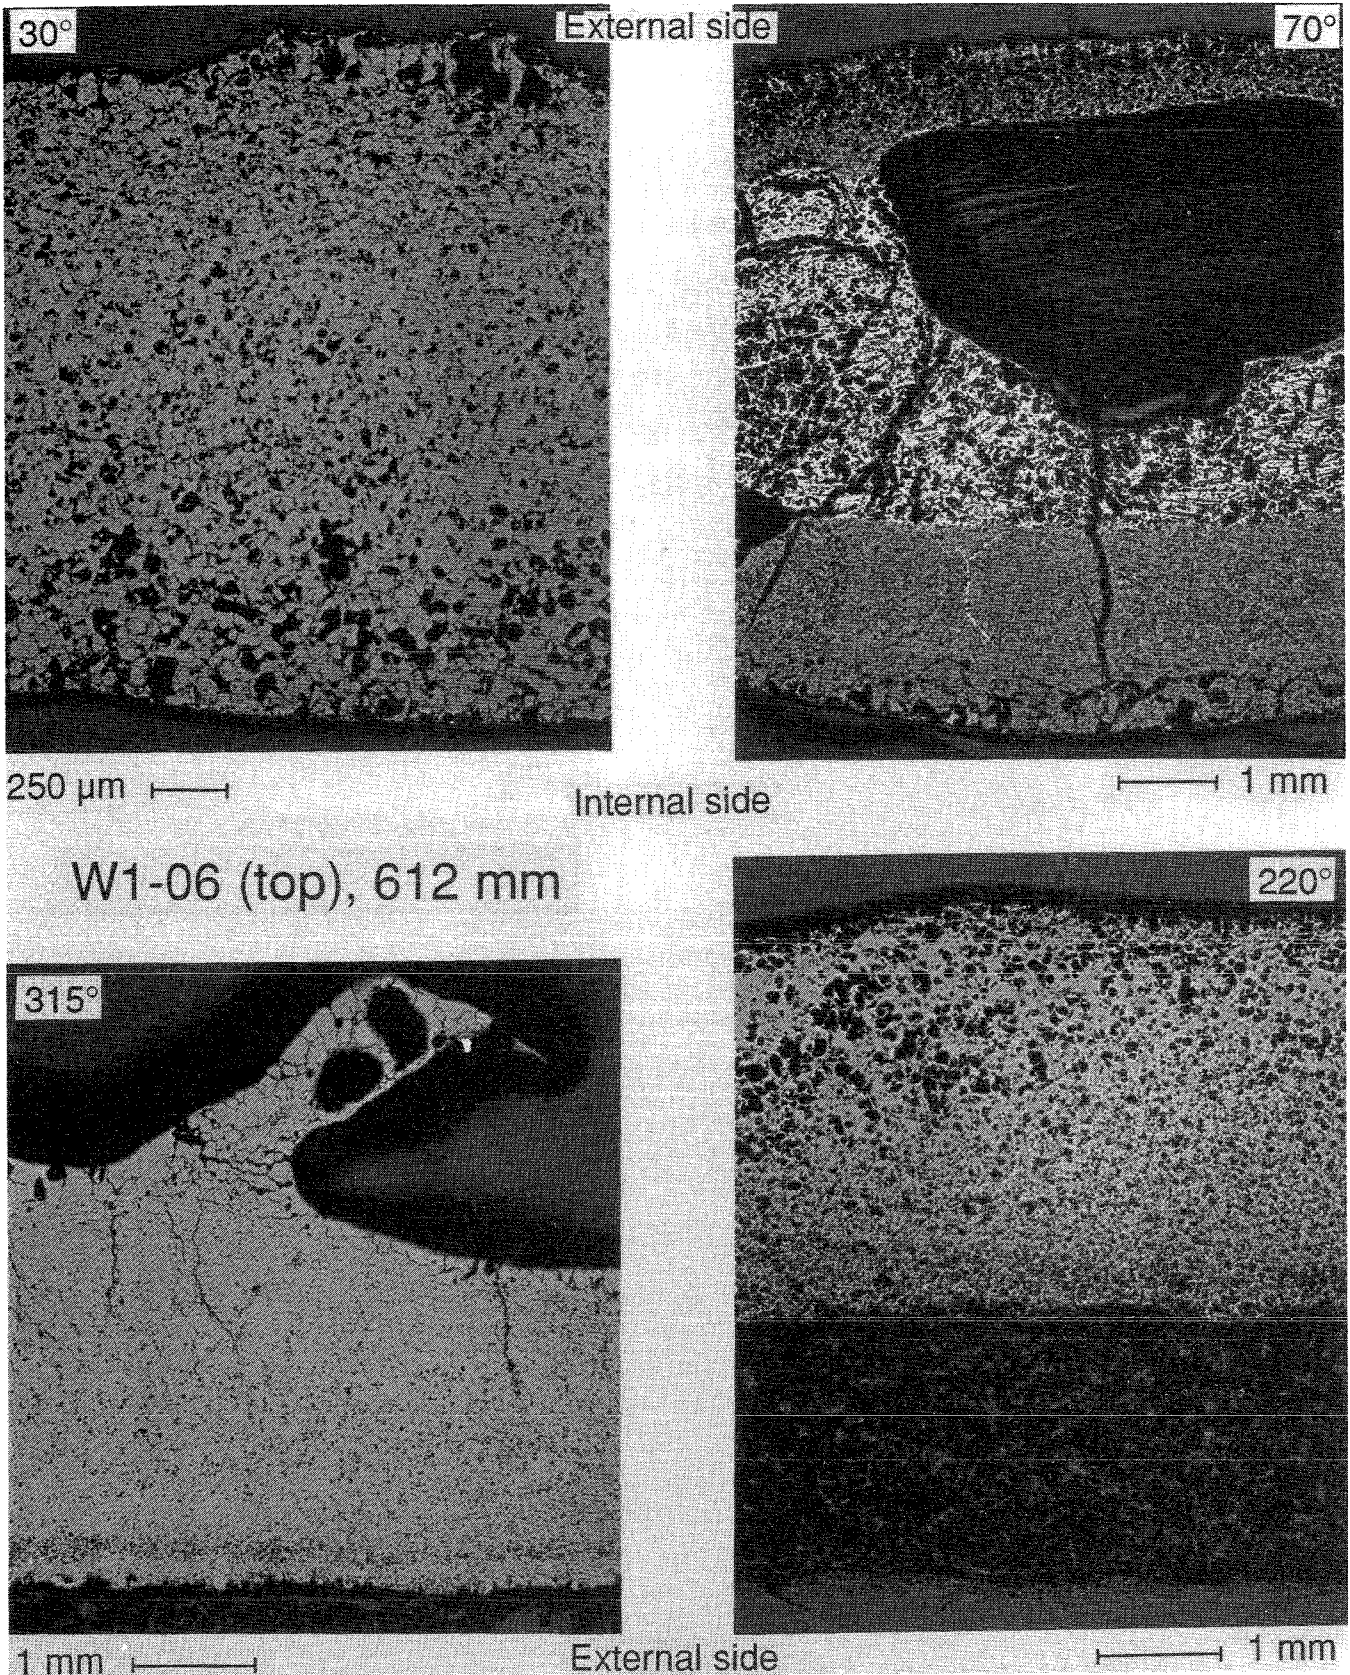 30°
External side
70°
250 µm
Internal side
1 mm
W1-06 (top), 612 mm
220°
315°
1 mm
External side
1 mm